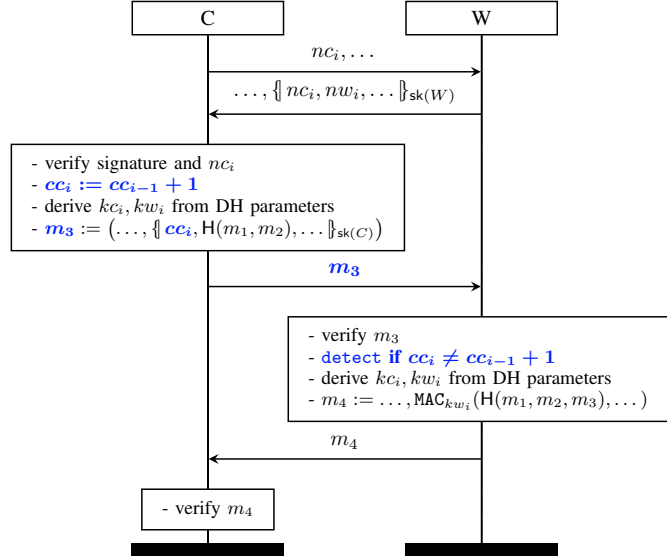 C W
nc_i, . . .
. . . , {| nc_i, nw_i, . . . |}_sk(W)
- verify signature and nc_i
- cc_i := cc_{i−1} + 1
- derive kc_i, kw_i from DH parameters
- m_3 := (. . . , {| cc_i, H(m_1, m_2), . . . |}_sk(C))
m_3
- verify m_3
- detect if cc_i ≠ cc_{i−1} + 1
- derive kc_i, kw_i from DH parameters
- m_4 := . . . , MAC_{kw_i}(H(m_1, m_2, m_3), . . .)
m_4
- verify m_4